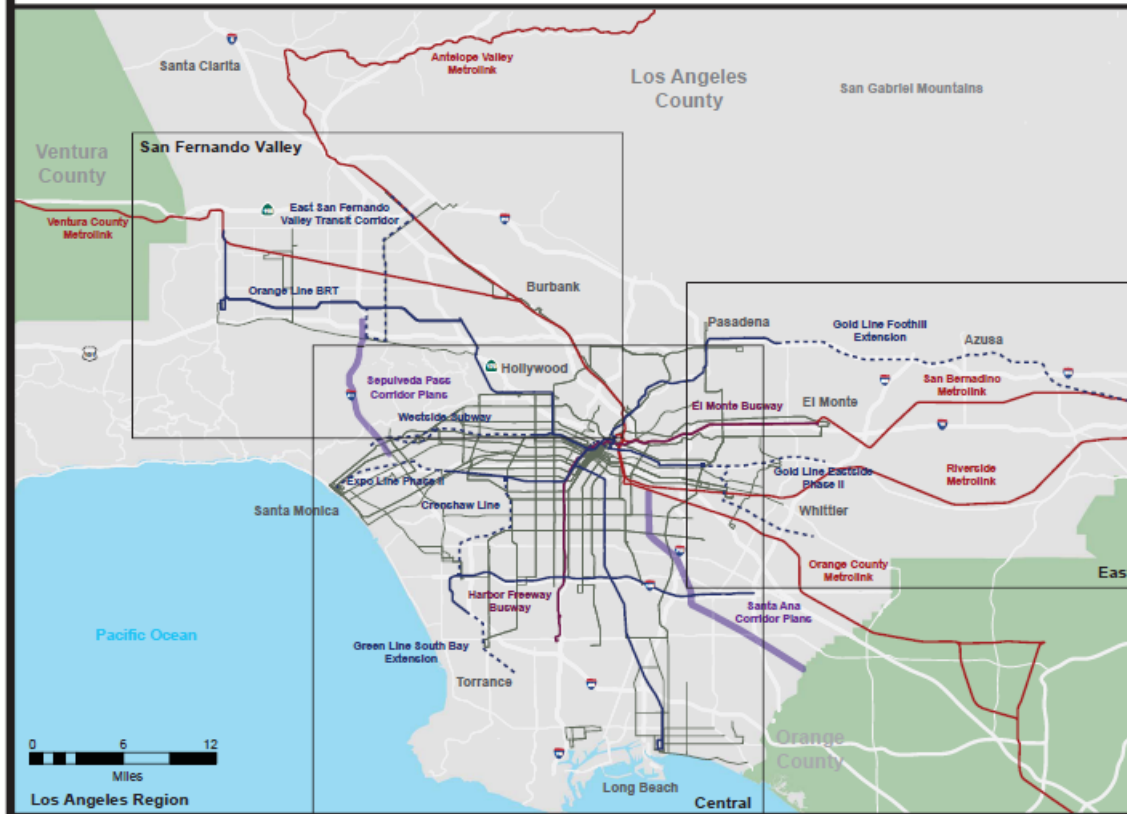 Santa Clarita
Antelope Valley
Metrolink
Los Angeles
County
San Gabriel Mountains
Ventura
County
San Fernando Valley
East San Fernando
Valley Transit Corridor
Ventura County
Metrolink
Orange Line BRT
Burbank
Pasadena
Gold Line Foothill
Extension
Azusa
Hollywood
Sepulveda Pass
Corridor Plans
San Bernadino
Metrolink
El Monte
El Monte Busway
Westside Subway
Expo Line Phase II
Gold Line Eastside
Phase II
Riverside
Metrolink
Santa Monica
Crenshaw Line
Whittier
Orange County
Metrolink
Eas
Harbor Freeway
Busway
Santa Ana
Corridor Plans
Pacific Ocean
Green Line South Bay
Extension
Torrance
Orange
County
0 6 12
Miles
Long Beach
Los Angeles Region
Central